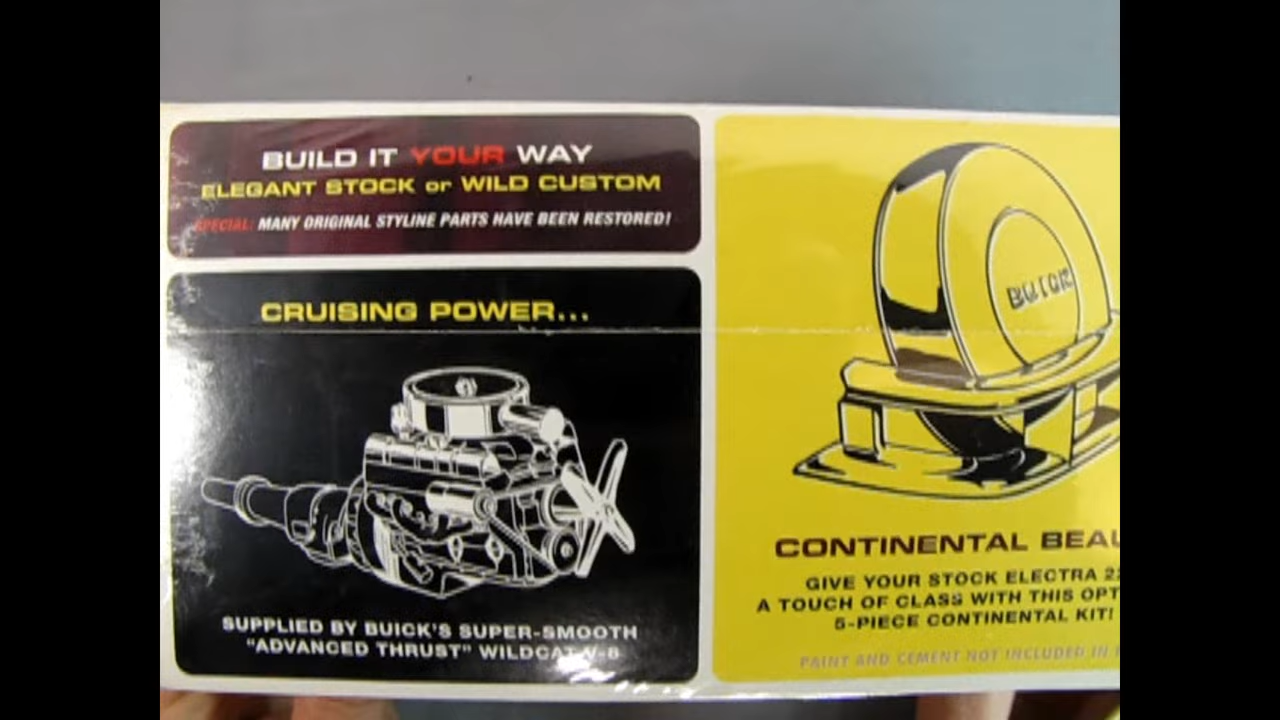 BUILD IT YOUR WAY
ELEGANT STOCK or WILD CUSTOM
SPECIAL: MANY ORIGINAL STYLINE PARTS HAVE BEEN RESTORED!
CRUISING POWER...
SUPPLIED BY BUICK'S SUPER-SMOOTH
"ADVANCED THRUST" WILDCAT V-8
BUICK
CONTINENTAL
GIVE YOUR STOCK ELECTRA
A TOUCH OF CLASS WITH THIS
5-PIECE CONTINENTAL KIT!
PAINT AND CEMENT NOT INCLUDED IN